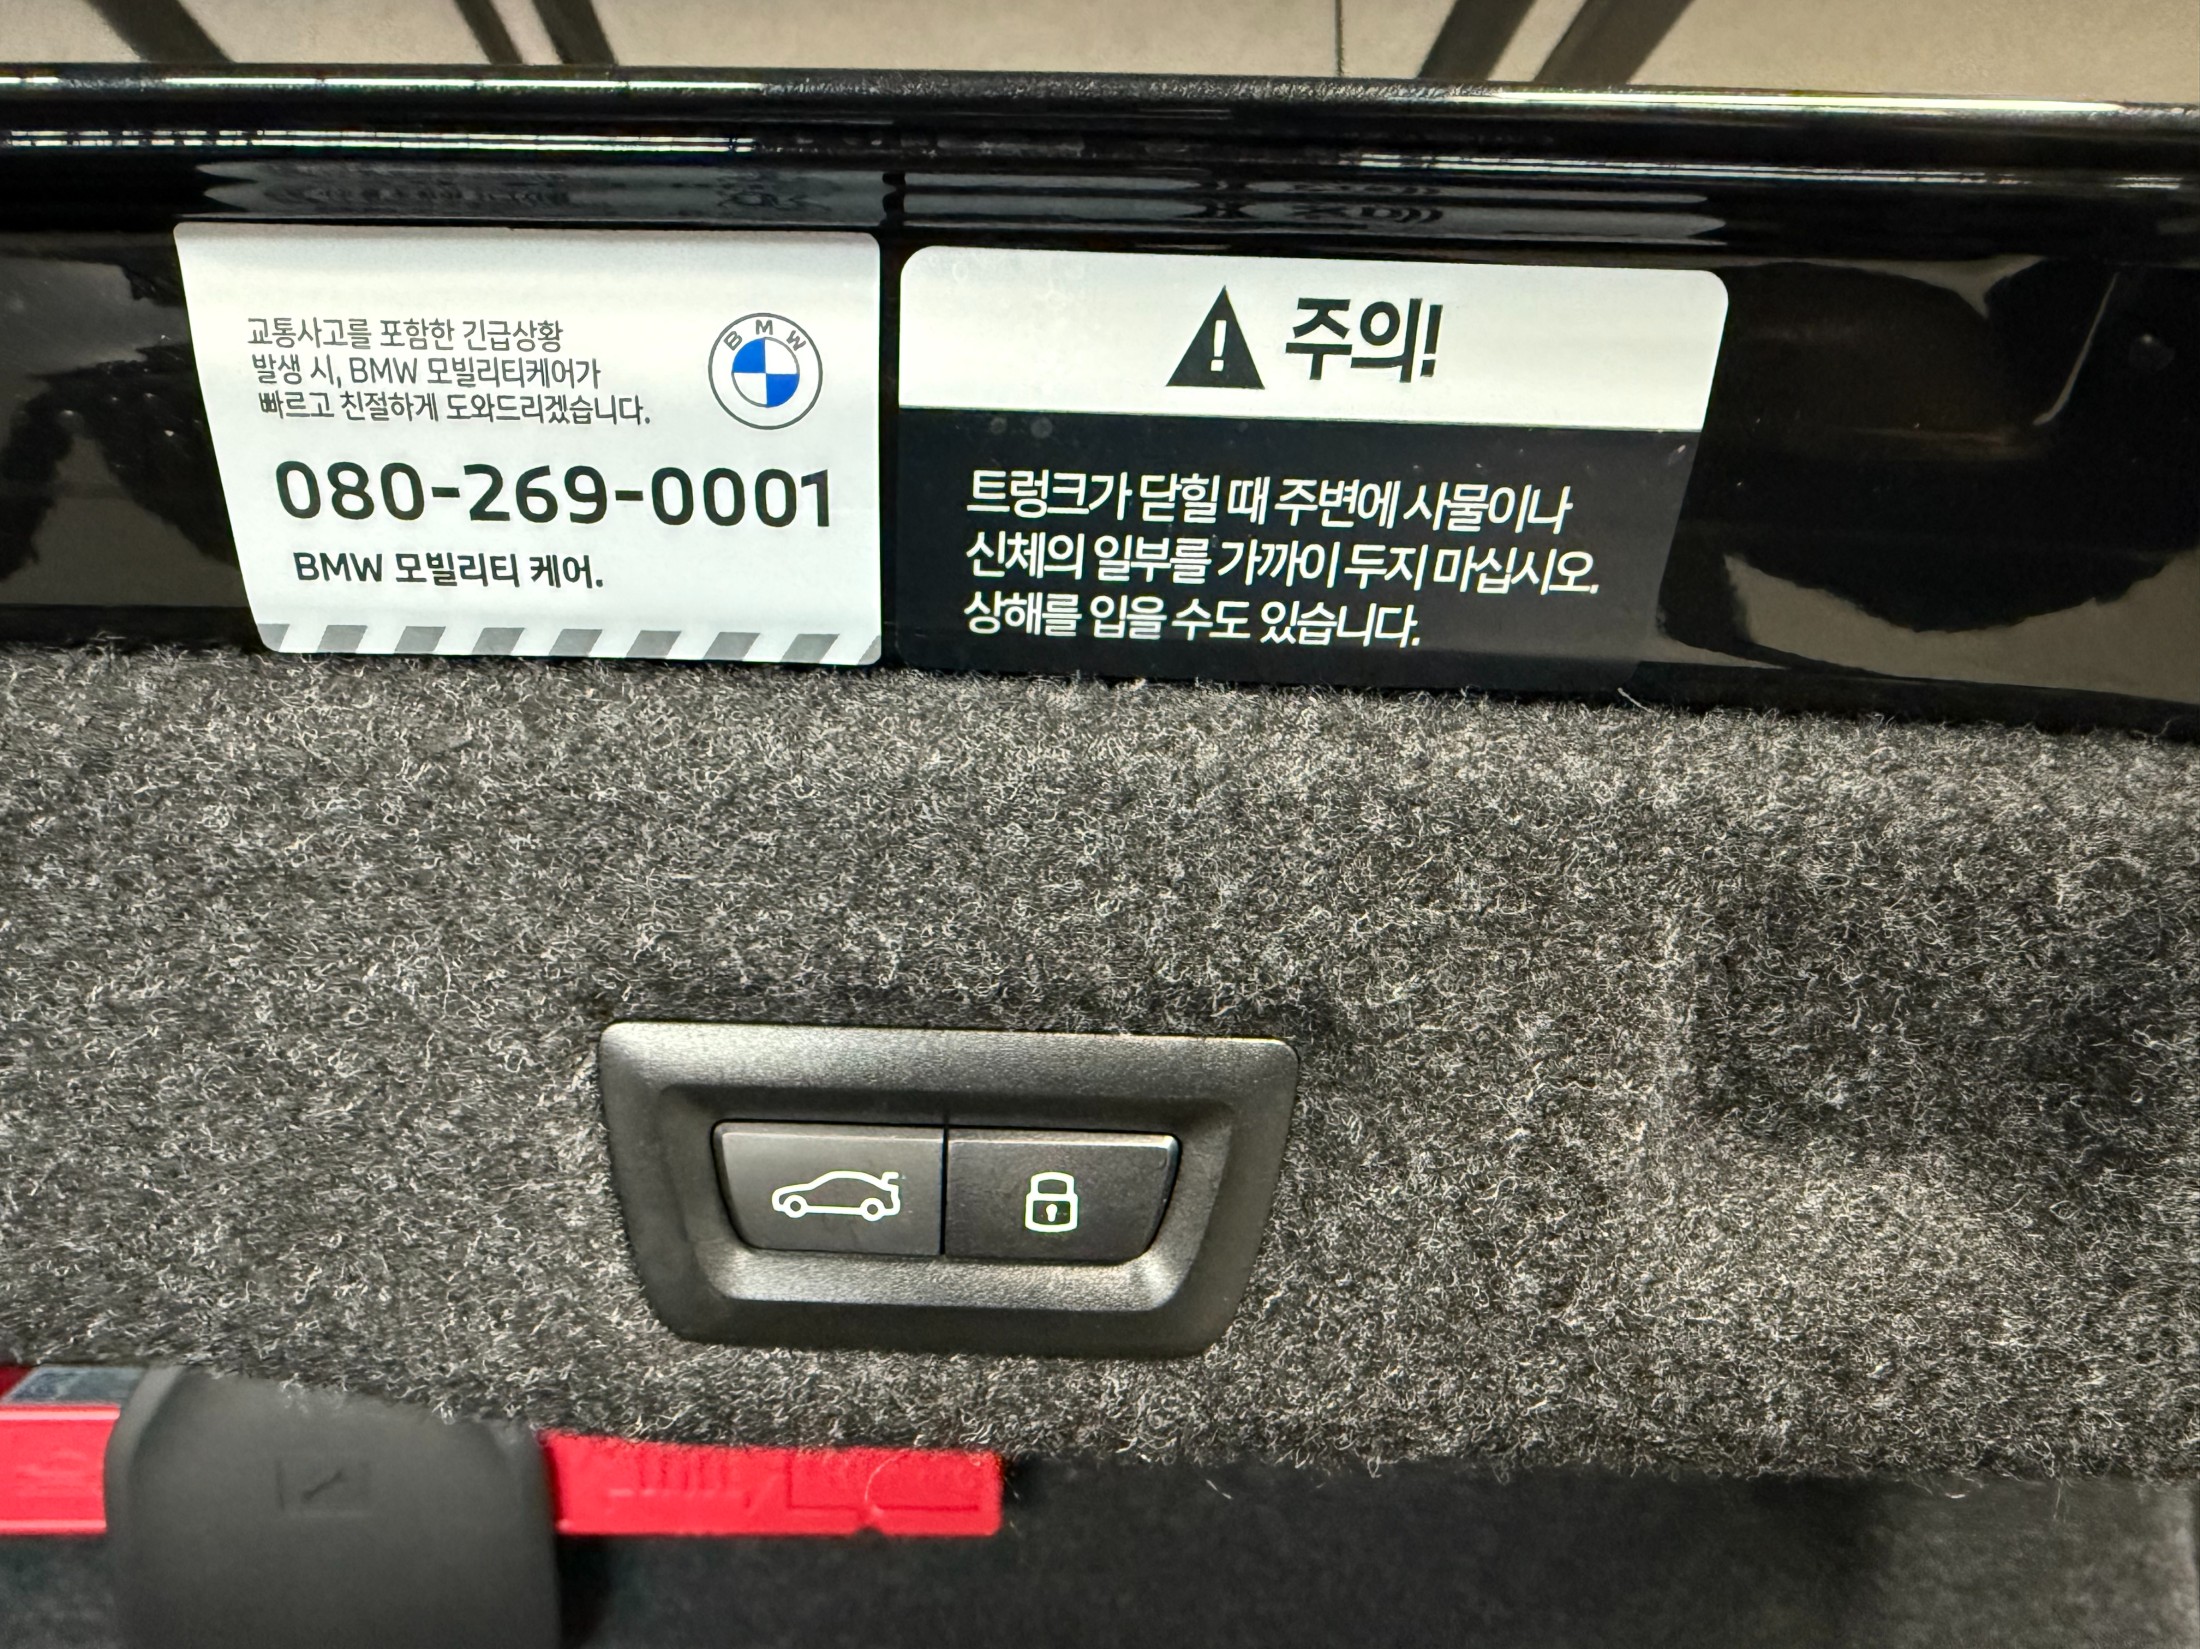 교통사고를 포함한 긴급상황
발생 시, BMW 모빌리티케어가
빠르고 친절하게 도와드리겠습니다.
BMW
080-269-0001
BMW 모빌리티 케어.
주의!
트렁크가 닫힐 때 주변에 사물이나
신체의 일부를 가까이 두지 마십시오.
상해를 입을 수도 있습니다.